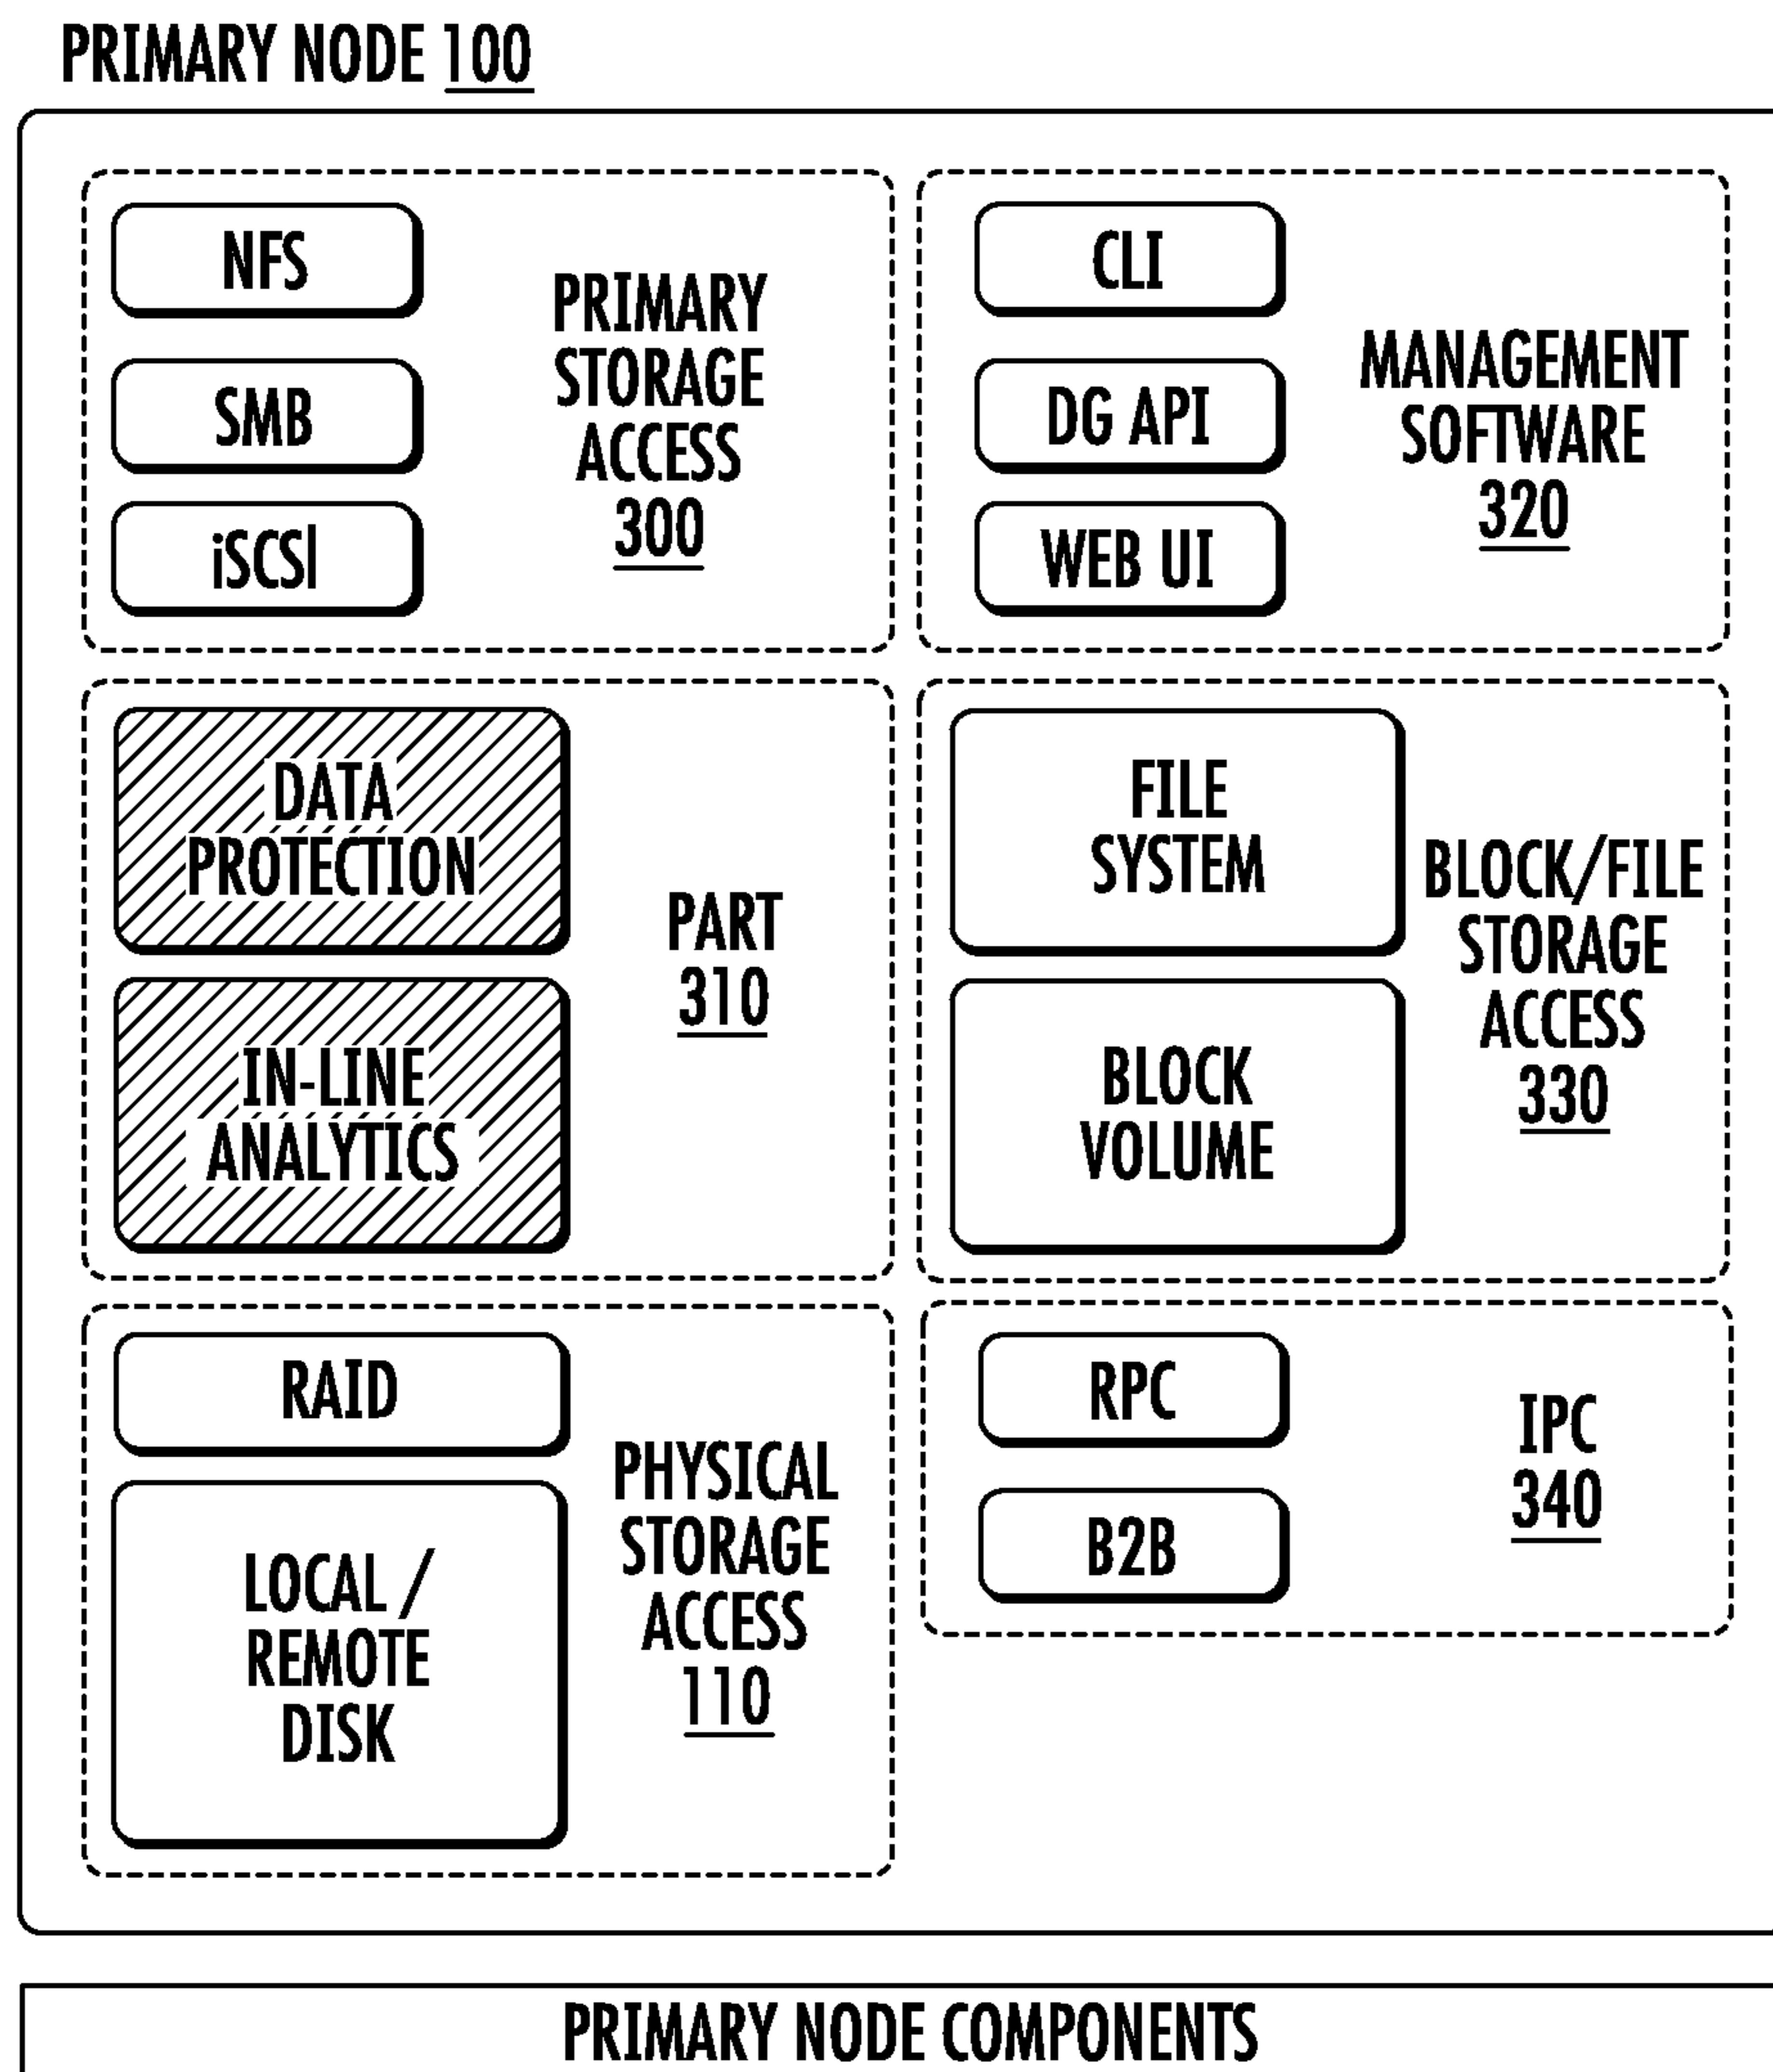 PRIMARY NODE 100
NFS
SMB
iSCSI
PRIMARY
STORAGE
ACCESS
300
CLI
DG API
WEB UI
MANAGEMENT
SOFTWARE
320
DATA
PROTECTION
IN-LINE
ANALYTICS
PART
310
FILE
SYSTEM
BLOCK
VOLUME
BLOCK/FILE
STORAGE
ACCESS
330
RAID
LOCAL /
REMOTE
DISK
PHYSICAL
STORAGE
ACCESS
110
RPC
B2B
IPC
340
PRIMARY NODE COMPONENTS